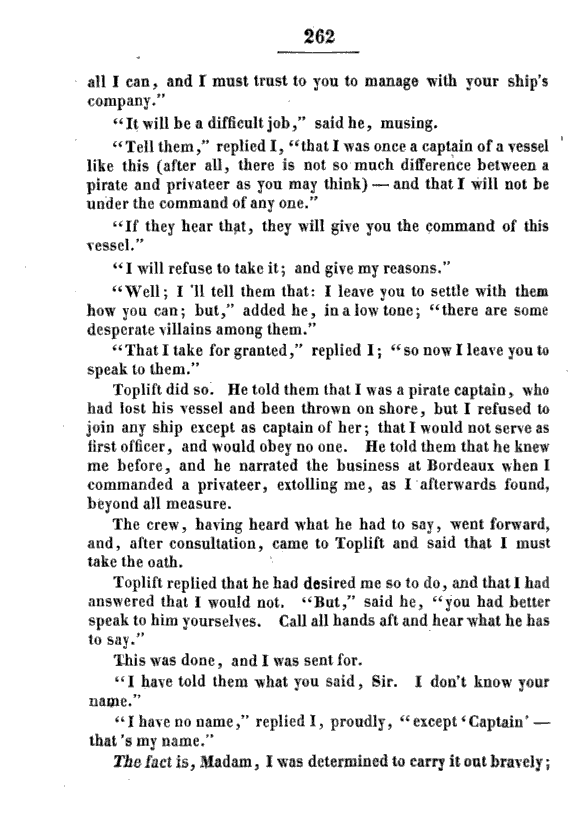 262
all I can, and I must trust to you to manage with your ship's
company."
"It will be a difficult job," said he, musing.
"Tell them," replied I, "that I was once a captain of a vessel
like this (after all, there is not so much difference between a
pirate and privateer as you may think) — and that I will not be
under the command of any one."
"If they hear that, they will give you the command of this
vessel."
"I will refuse to take it; and give my reasons."
"Well; I 'll tell them that: I leave you to settle with them
how you can; but," added he, in a low tone; "there are some
desperate villains among them."
"That I take for granted," replied I; "so now I leave you to
speak to them."
Toplift did so. He told them that I was a pirate captain, who
had lost his vessel and been thrown on shore, but I refused to
join any ship except as captain of her; that I would not serve as
first officer, and would obey no one. He told them that he knew
me before, and he narrated the business at Bordeaux when I
commanded a privateer, extolling me, as I afterwards found,
beyond all measure.
The crew, having heard what he had to say, went forward,
and, after consultation, came to Toplift and said that I must
take the oath.
Toplift replied that he had desired me so to do, and that I had
answered that I would not. "But," said he, "you had better
speak to him yourselves. Call all hands aft and hear what he has
to say."
This was done, and I was sent for.
"I have told them what you said, Sir. I don't know your
name."
"I have no name," replied I, proudly, "except 'Captain' —
that 's my name."
The fact is, Madam, I was determined to carry it out bravely;